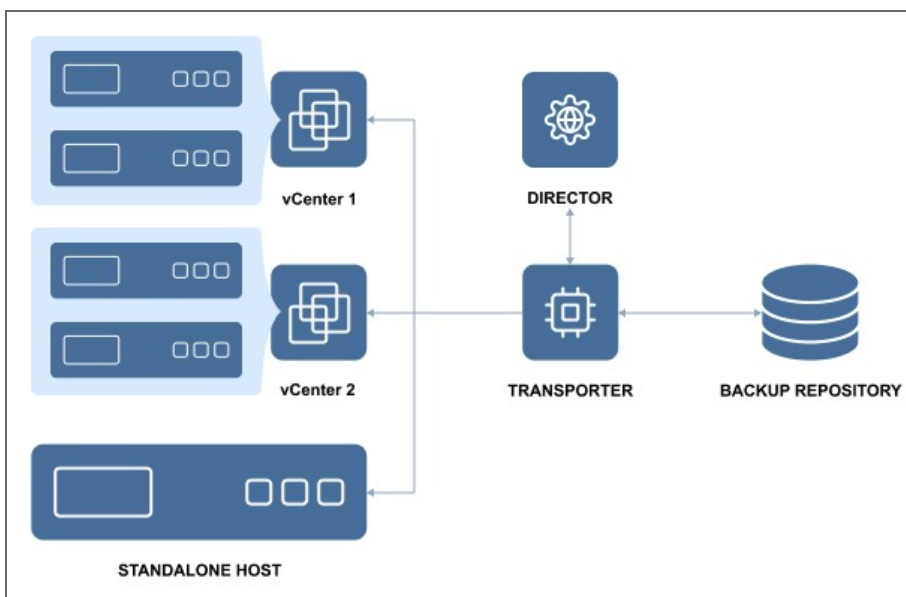 vCenter 1
DIRECTOR
vCenter 2
TRANSPORTER
BACKUP REPOSITORY
STANDALONE HOST